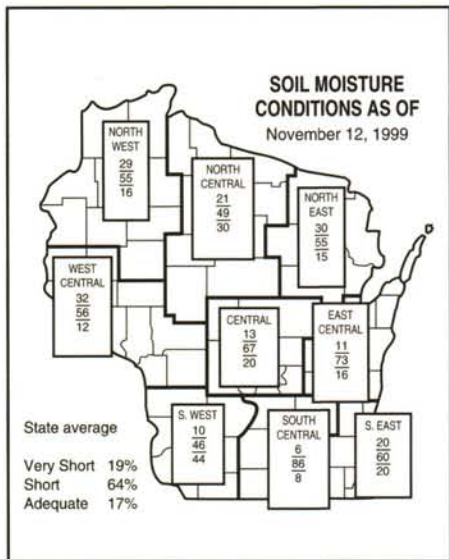 SOIL MOISTURE
CONDITIONS AS OF
November 12, 1999
NORTH
WEST
29
55
16
NORTH
CENTRAL
21
49
30
NORTH
EAST
30
55
15
WEST
CENTRAL
32
56
12
CENTRAL
13
67
20
EAST
CENTRAL
11
73
16
S. WEST
10
46
44
SOUTH
CENTRAL
6
86
8
S. EAST
20
60
20
State average
Very Short 19%
Short 64%
Adequate 17%